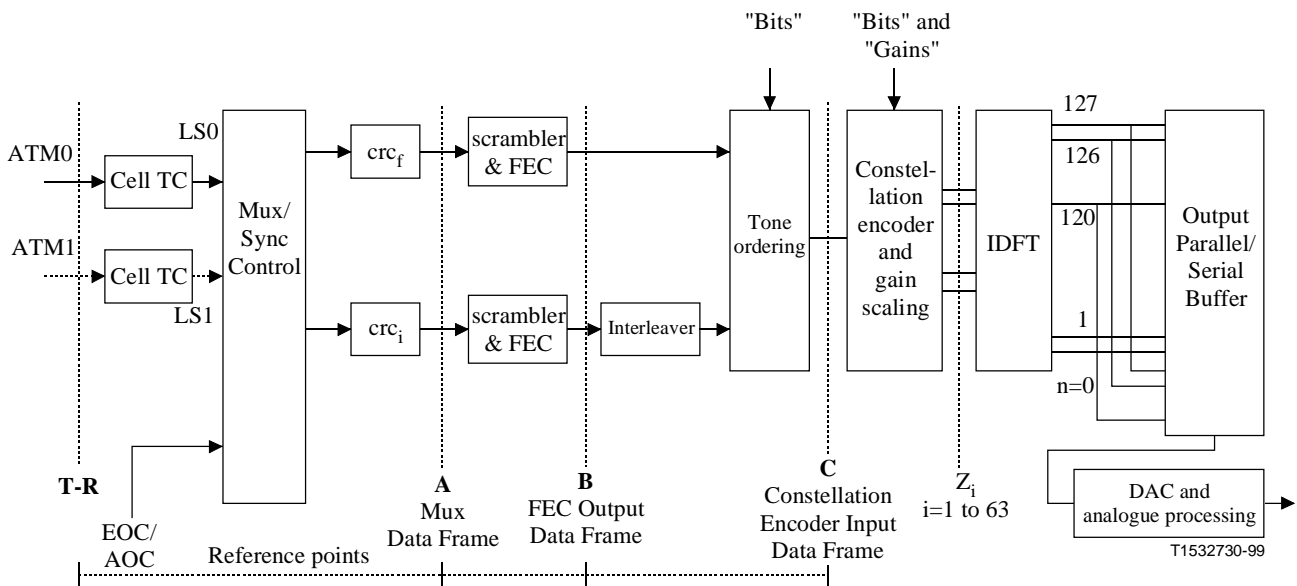 "Bits"
"Bits" and
"Gains"
ATM0
Cell TC
LS0
ATM1
Cell TC
LS1
Mux/
Sync
Control
crc_f
scrambler
& FEC
crc_i
scrambler
& FEC
Interleaver
Tone
ordering
Constel-
lation
encoder
and
gain
scaling
IDFT
127
126
120
1
n=0
Output
Parallel/
Serial
Buffer
DAC and
analogue processing
T-R
EOC/
AOC
A
Mux
Data Frame
B
FEC Output
Data Frame
C
Constellation
Encoder Input
Data Frame
Z_i
i=1 to 63
Reference points
T1532730-99